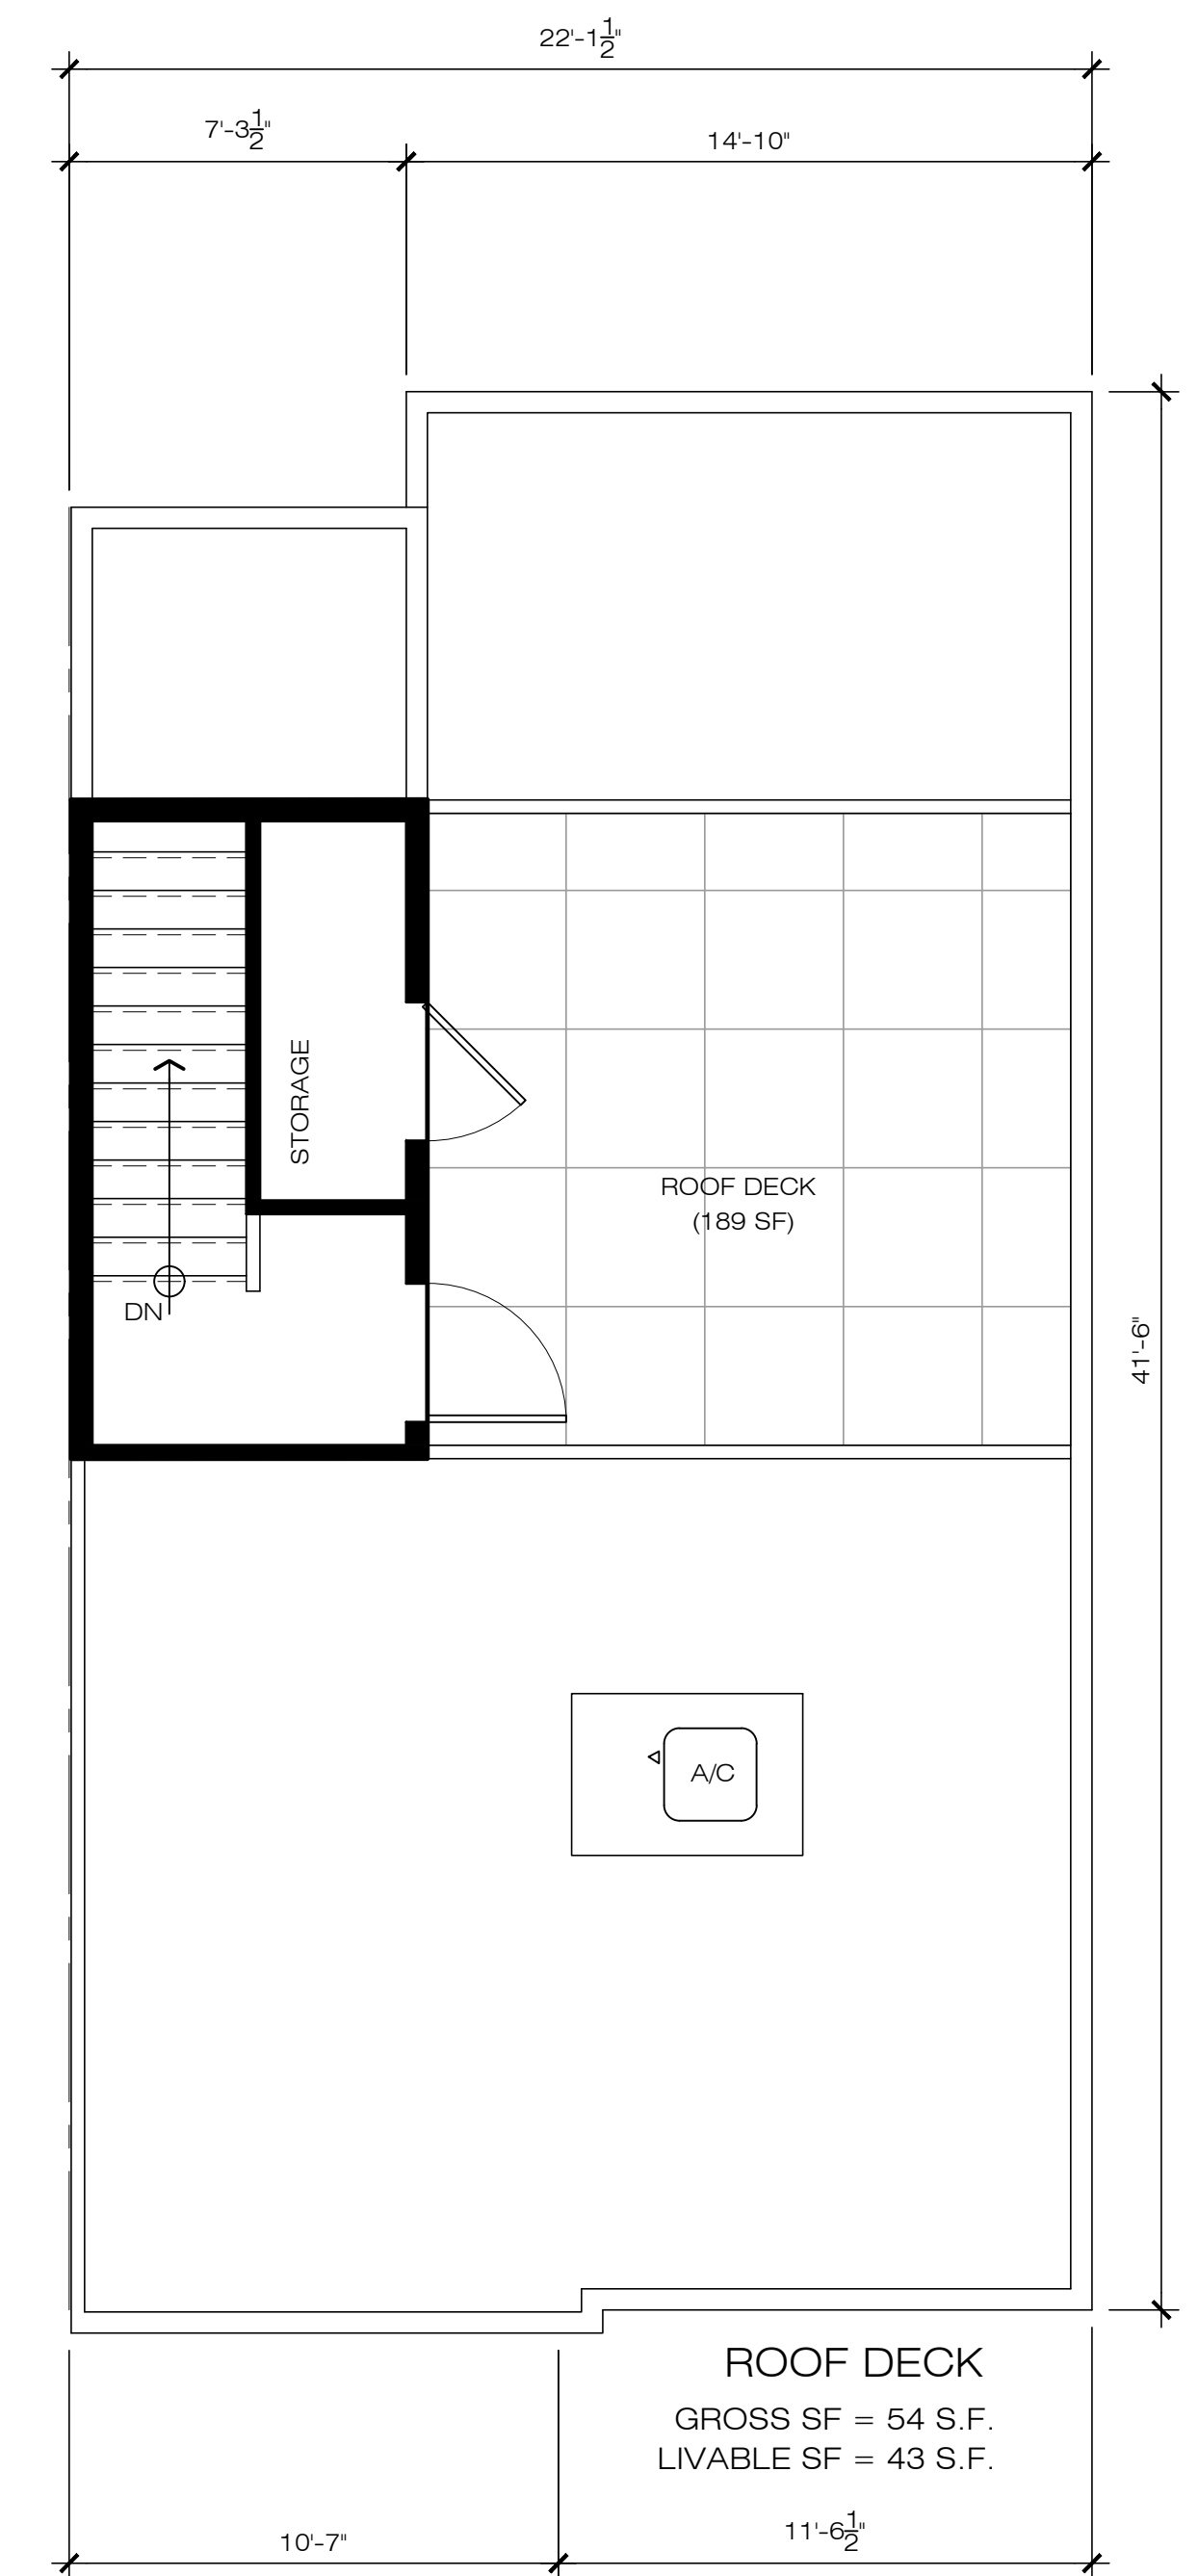 22'-1½"
7'-3½"
14'-10"
STORAGE
ROOF DECK
(189 SF)
DN
41'-6"
A/C
ROOF DECK
GROSS SF = 54 S.F.
LIVABLE SF = 43 S.F.
10'-7"
11'-6½"